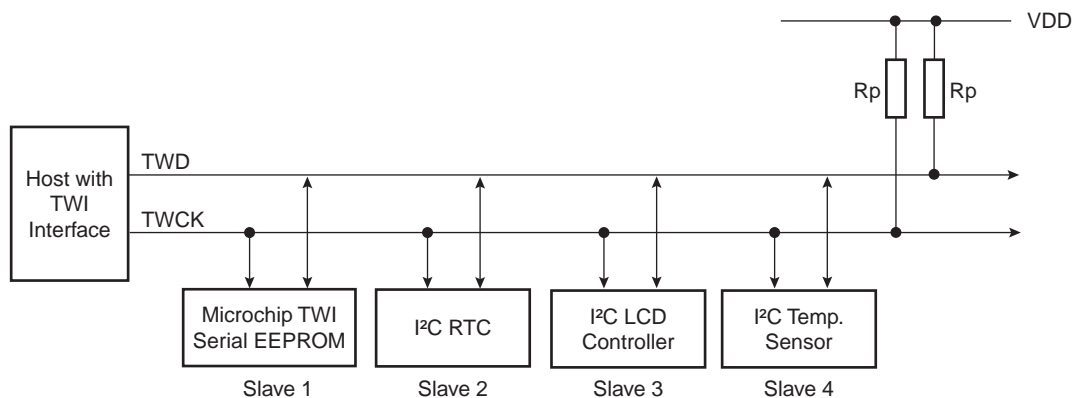 VDD
Rp
Rp
Host with
TWI
Interface
TWD
TWCK
Microchip TWI
Serial EEPROM
Slave 1
I²C RTC
Slave 2
I²C LCD
Controller
Slave 3
I²C Temp.
Sensor
Slave 4